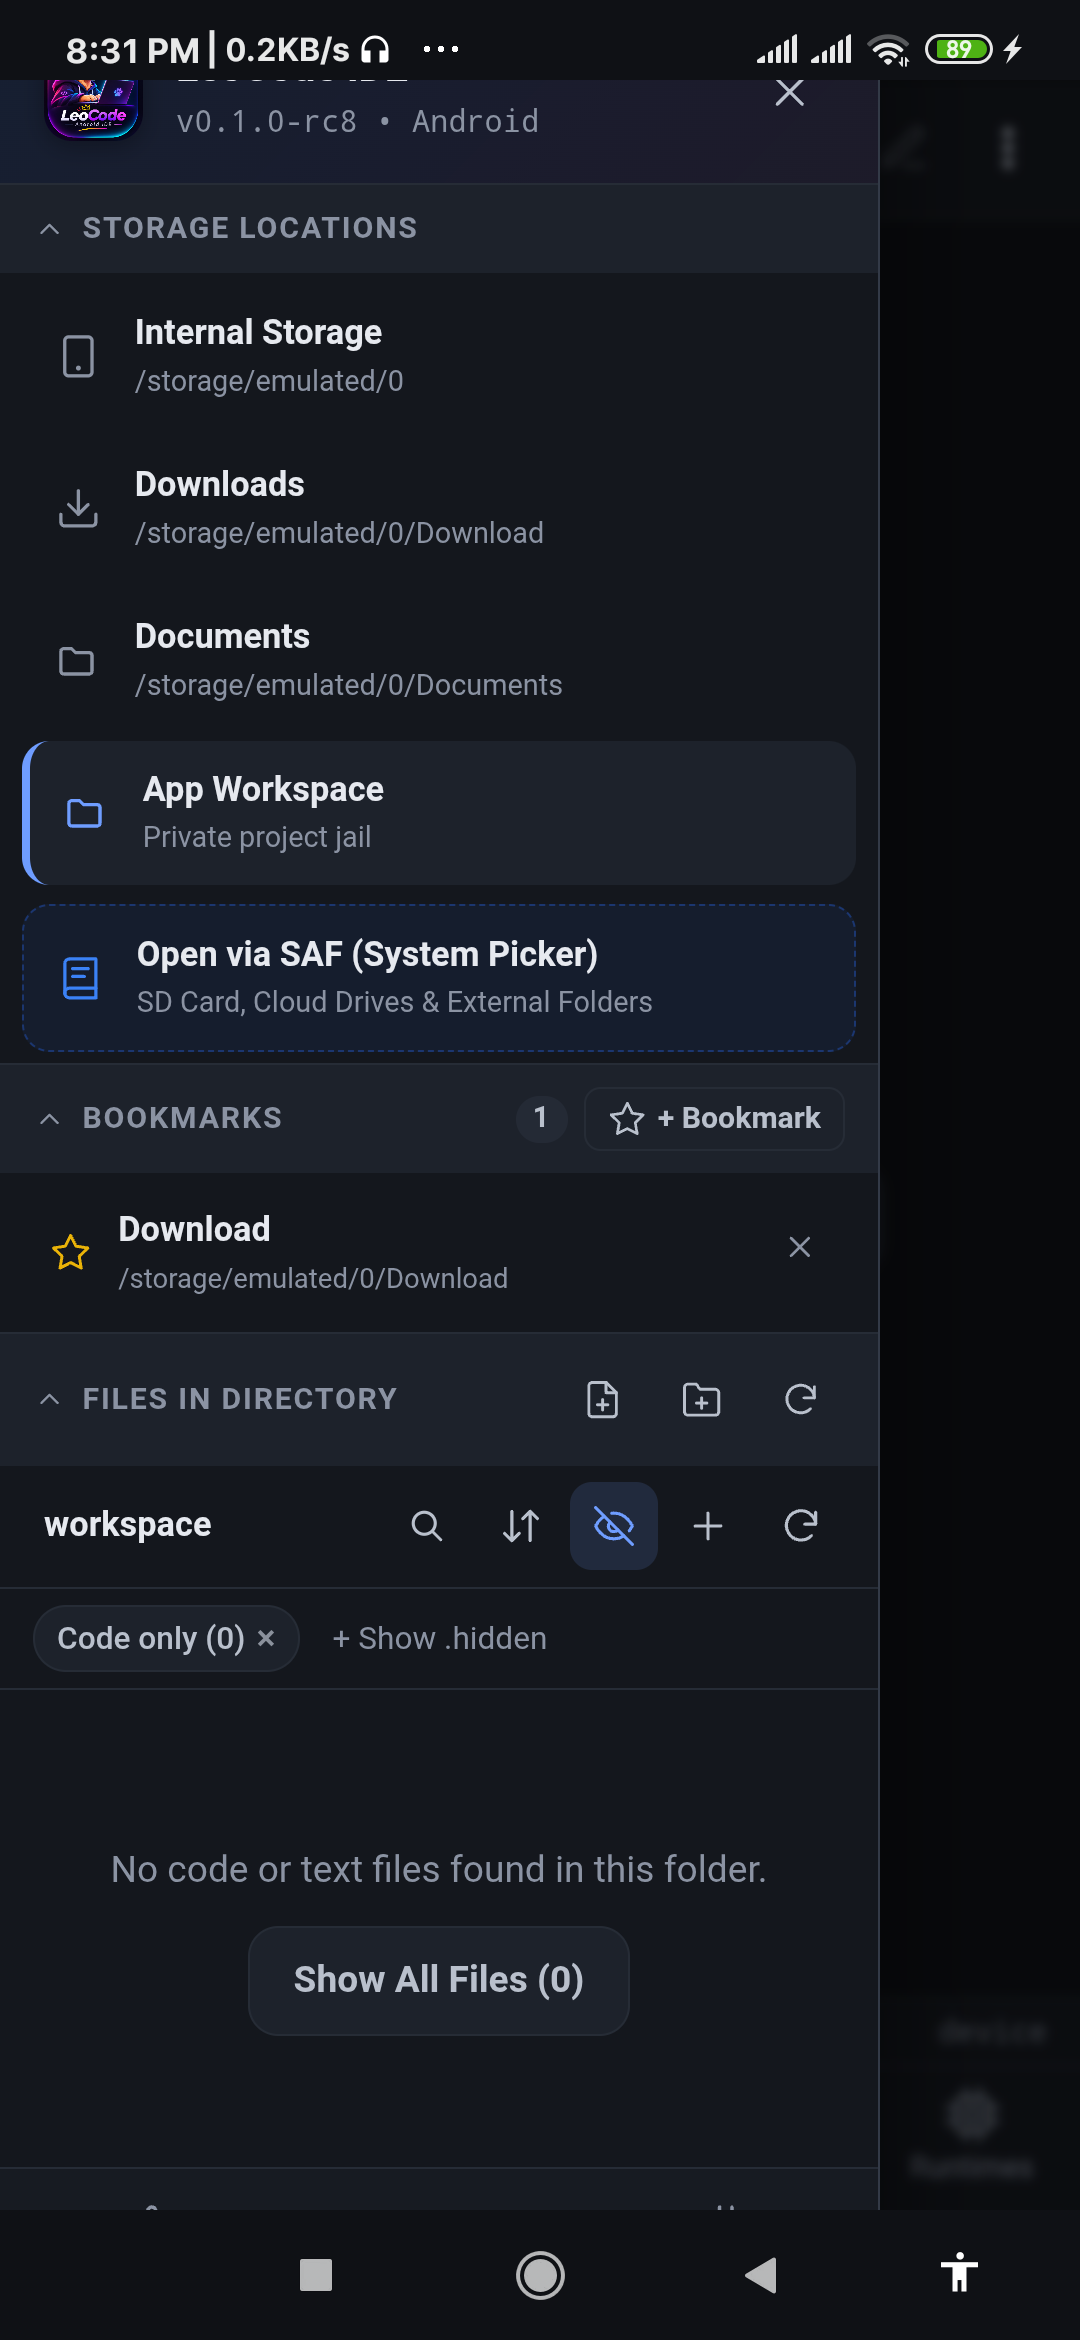 8:31 PM | 0.2KB/s ...
89
LeoCode
v0.1.0-rc8 • Android
STORAGE LOCATIONS
Internal Storage
/storage/emulated/0
Downloads
/storage/emulated/0/Download
Documents
/storage/emulated/0/Documents
App Workspace
Private project jail
Open via SAF (System Picker)
SD Card, Cloud Drives & External Folders
BOOKMARKS 1 + Bookmark
Download
/storage/emulated/0/Download
FILES IN DIRECTORY
workspace
Code only (0) × + Show .hidden
No code or text files found in this folder.
Show All Files (0)
device
Runtimes